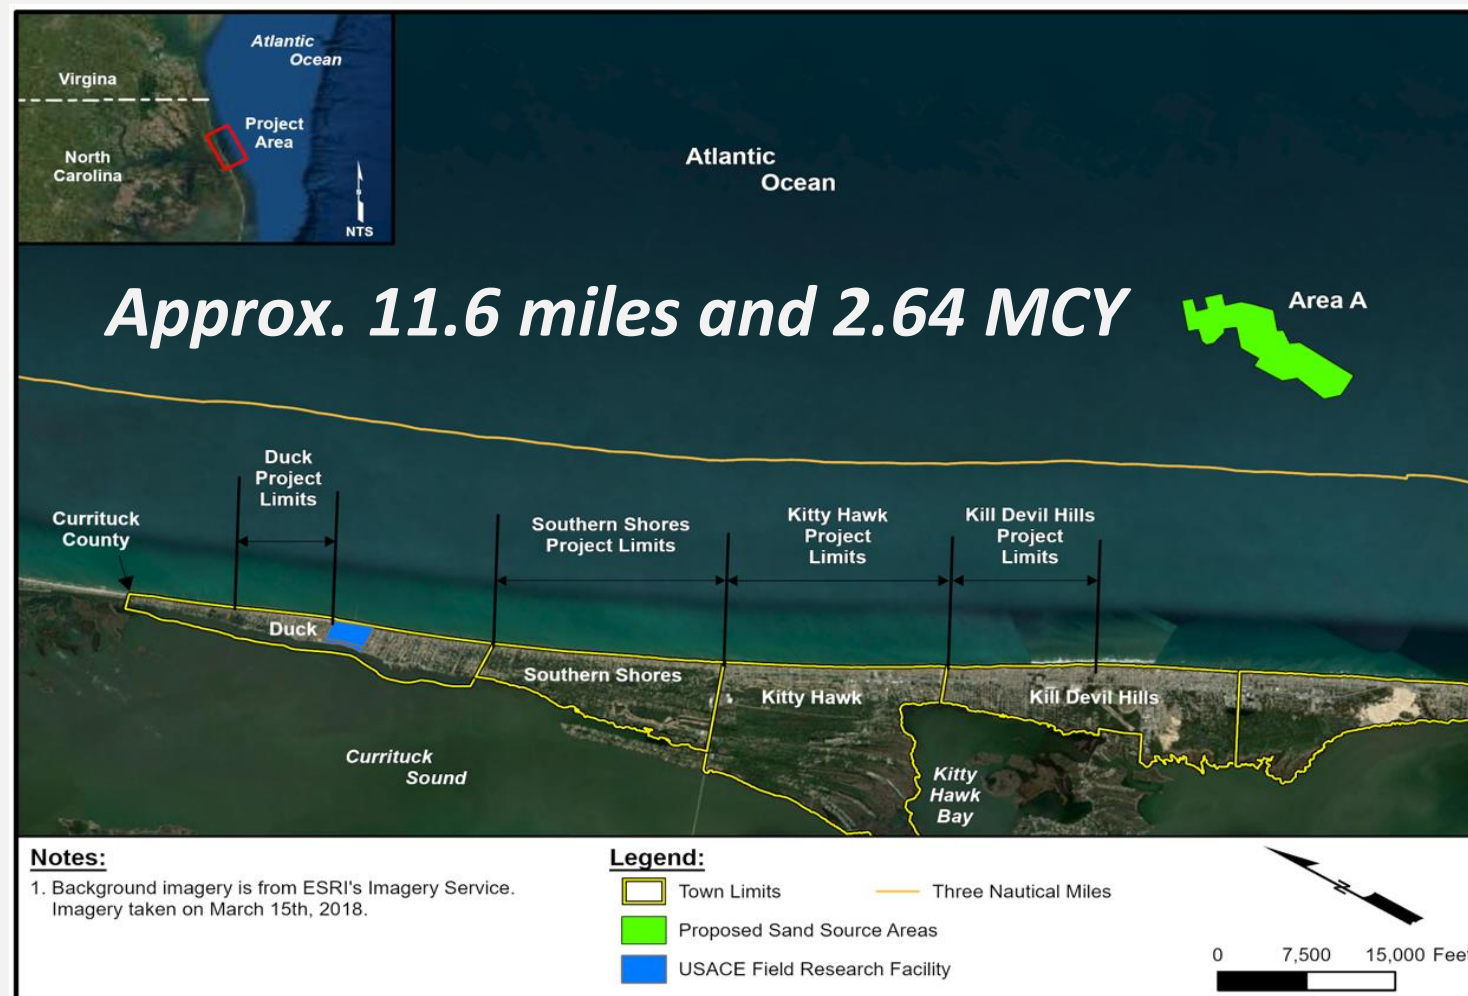 Atlantic
Ocean
Virgina
Project
Area
North
Carolina
N
NTS
Atlantic
Ocean
Approx. 11.6 miles and 2.64 MCY
Area A
Duck
Project
Limits
Currituck
County
Southern Shores
Project Limits
Kitty Hawk
Project
Limits
Kill Devil Hills
Project
Limits
Duck
Southern Shores
Kitty Hawk
Kill Devil Hills
Currituck
Sound
Kitty
Hawk
Bay
Notes:
1. Background imagery is from ESRI's Imagery Service.
Imagery taken on March 15th, 2018.
Legend:
Town Limits
Three Nautical Miles
Proposed Sand Source Areas
USACE Field Research Facility
N
0 7,500 15,000 Feet